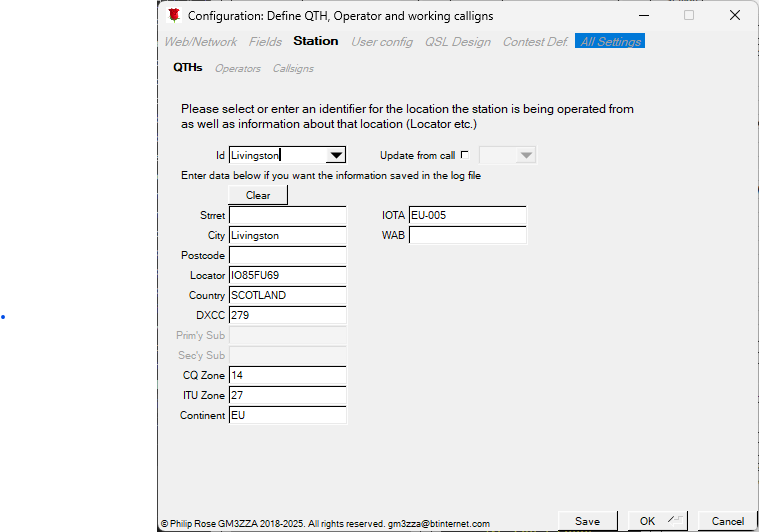 Configuration: Define QTH, Operator and working calligns
Web/Network Fields Station User config QSL Design Contest Def. All Settings
QTHs Operators Callsigns
Please select or enter an identifier for the location the station is being operated from
as well as information about that location (Locator etc.)
Id Livingston Update from call
Enter data below if you want the information saved in the log file
Clear
Strret IOTA EU-005
City Livingston WAB
Postcode
Locator IO85FU69
Country SCOTLAND
DXCC 279
Prim'y Sub
Sec'y Sub
CQ Zone 14
ITU Zone 27
Continent EU
© Philip Rose GM3ZZA 2018-2025. All rights reserved. gm3zza@btinternet.com Save OK Cancel